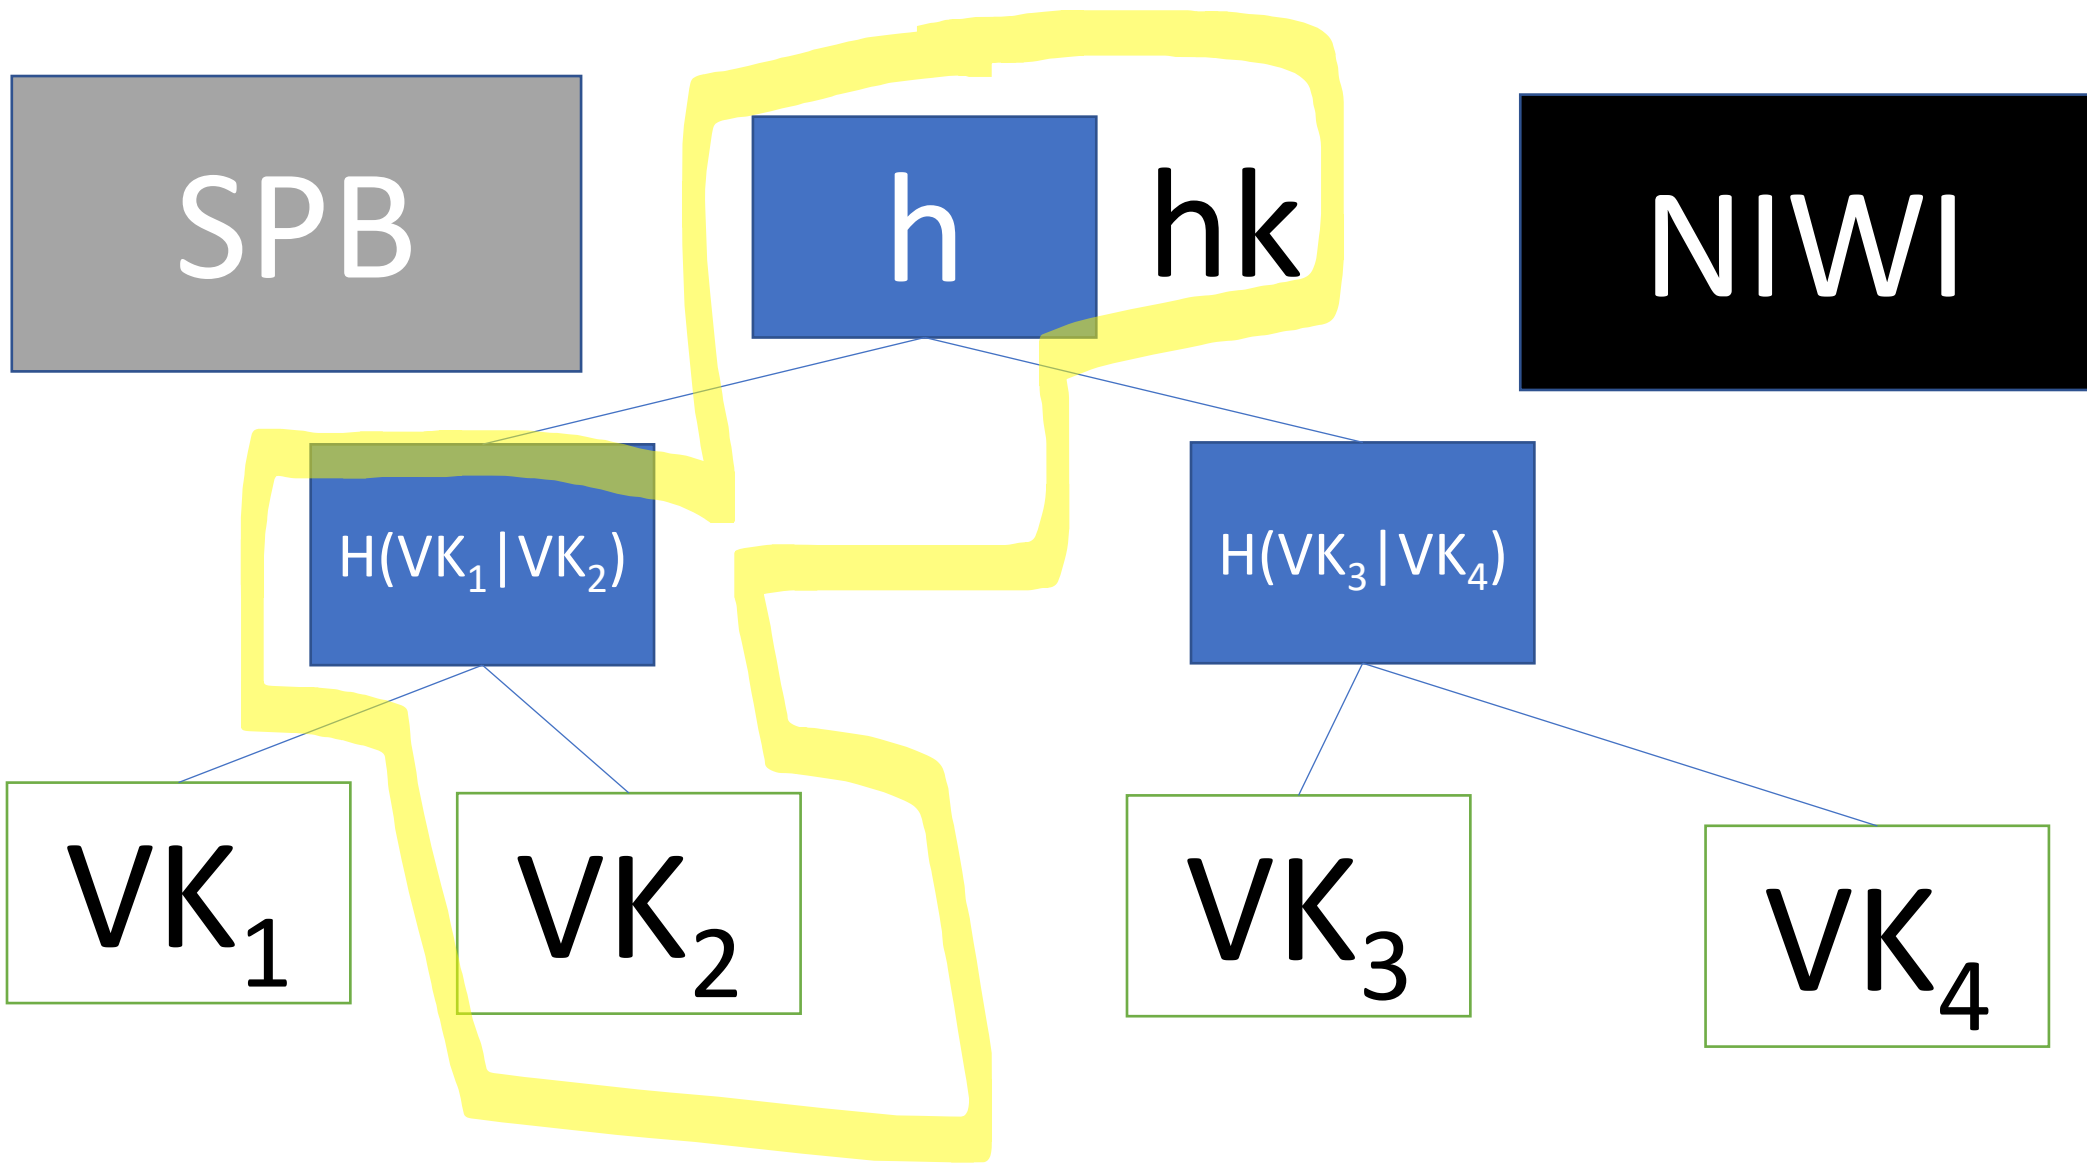 SPB
h
hk
NIWI
H(VK₁|VK₂)
H(VK₃|VK₄)
VK₁
VK₂
VK₃
VK₄